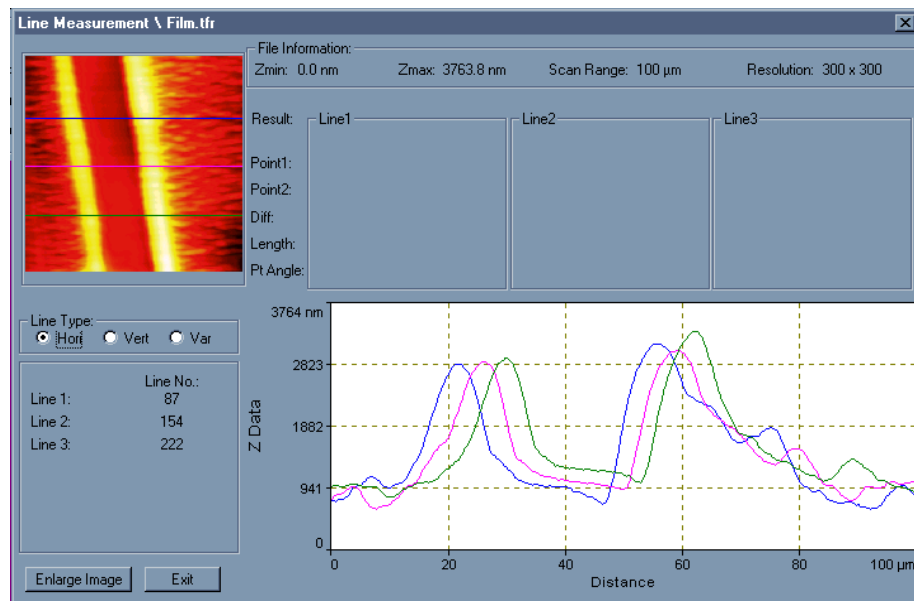 Line Measurement \ Film.tfr
File Information:
Zmin: 0.0 nm Zmax: 3763.8 nm Scan Range: 100 µm Resolution: 300 x 300
Result: Line1 Line2 Line3
Point1:
Point2:
Diff:
Length:
Pt Angle:
Line Type:
Hori Vert Var
Line No.:
Line 1: 87
Line 2: 154
Line 3: 222
Enlarge Image Exit
3764 nm
2823
1882
941
0
Z Data
0 20 40 60 80 100 µm
Distance